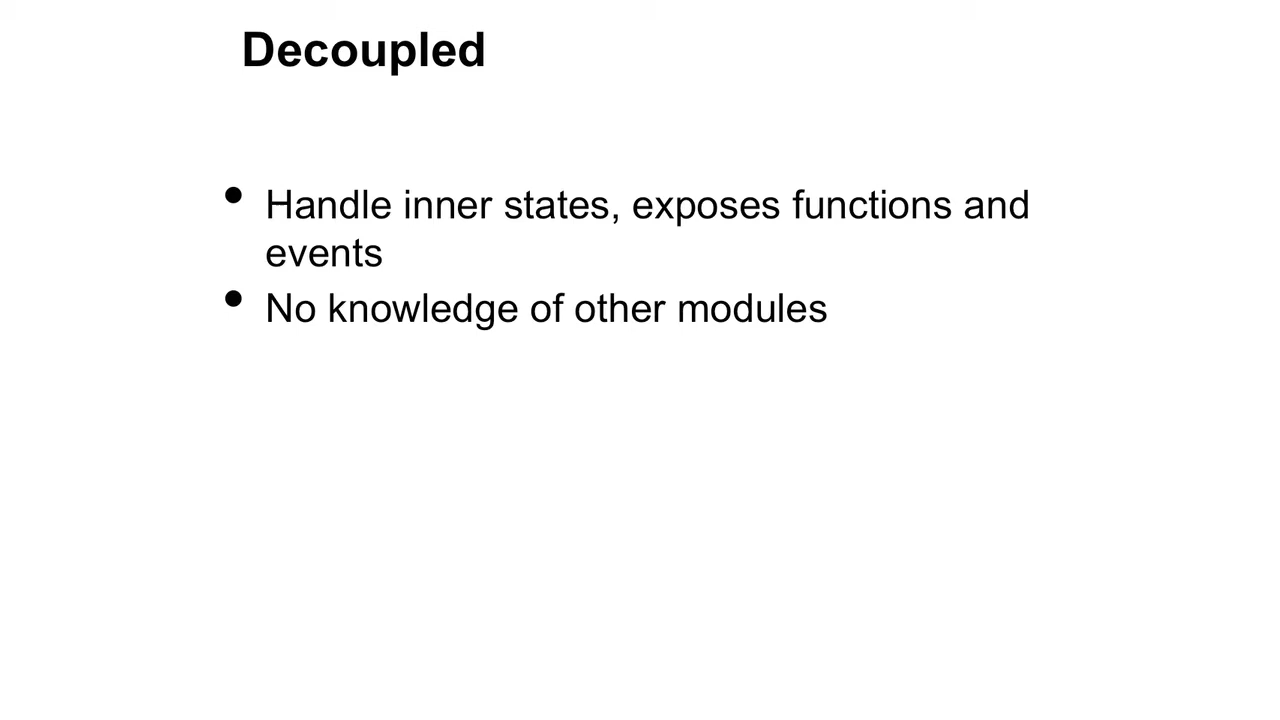 Decoupled
• Handle inner states, exposes functions and
events
• No knowledge of other modules